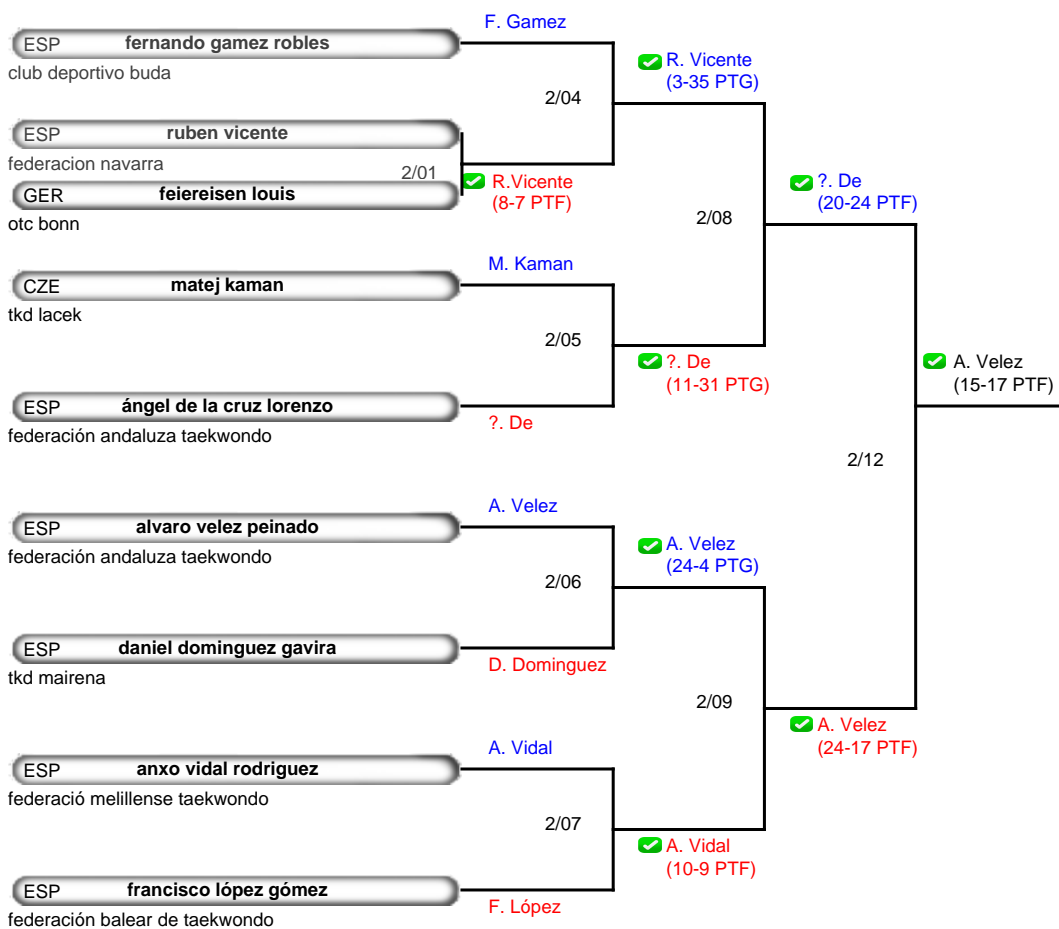 F. Gamez
ESP fernando gamez robles
club deportivo buda
R. Vicente
(3-35 PTG)
2/04
ESP ruben vicente
federacion navarra
2/01
R.Vicente
(8-7 PTF)
GER feiereisen louis
otc bonn
?. De
(20-24 PTF)
2/08
M. Kaman
CZE matej kaman
tkd lacek
2/05
?. De
(11-31 PTG)
A. Velez
(15-17 PTF)
ESP ángel de la cruz lorenzo
federación andaluza taekwondo
?. De
2/12
A. Velez
ESP alvaro velez peinado
federación andaluza taekwondo
A. Velez
(24-4 PTG)
2/06
ESP daniel dominguez gavira
tkd mairena
D. Dominguez
2/09
A. Velez
(24-17 PTF)
A. Vidal
ESP anxo vidal rodriguez
federació melillense taekwondo
2/07
A. Vidal
(10-9 PTF)
ESP francisco lópez gómez
federación balear de taekwondo
F. López